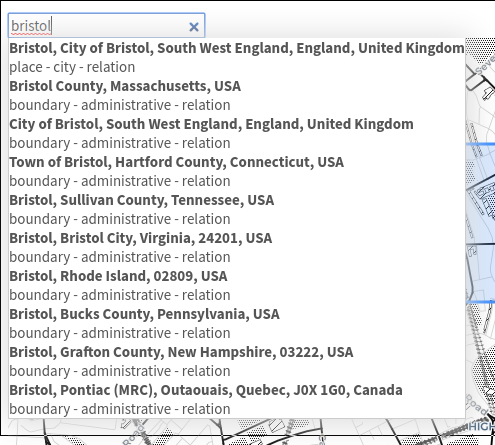 bristol
Bristol, City of Bristol, South West England, England, United Kingdom
place - city - relation
Bristol County, Massachusetts, USA
boundary - administrative - relation
City of Bristol, South West England, England, United Kingdom
boundary - administrative - relation
Town of Bristol, Hartford County, Connecticut, USA
boundary - administrative - relation
Bristol, Sullivan County, Tennessee, USA
boundary - administrative - relation
Bristol, Bristol City, Virginia, 24201, USA
boundary - administrative - relation
Bristol, Rhode Island, 02809, USA
boundary - administrative - relation
Bristol, Bucks County, Pennsylvania, USA
boundary - administrative - relation
Bristol, Grafton County, New Hampshire, 03222, USA
boundary - administrative - relation
Bristol, Pontiac (MRC), Outaouais, Quebec, J0X 1G0, Canada
boundary - administrative - relation
HIGH